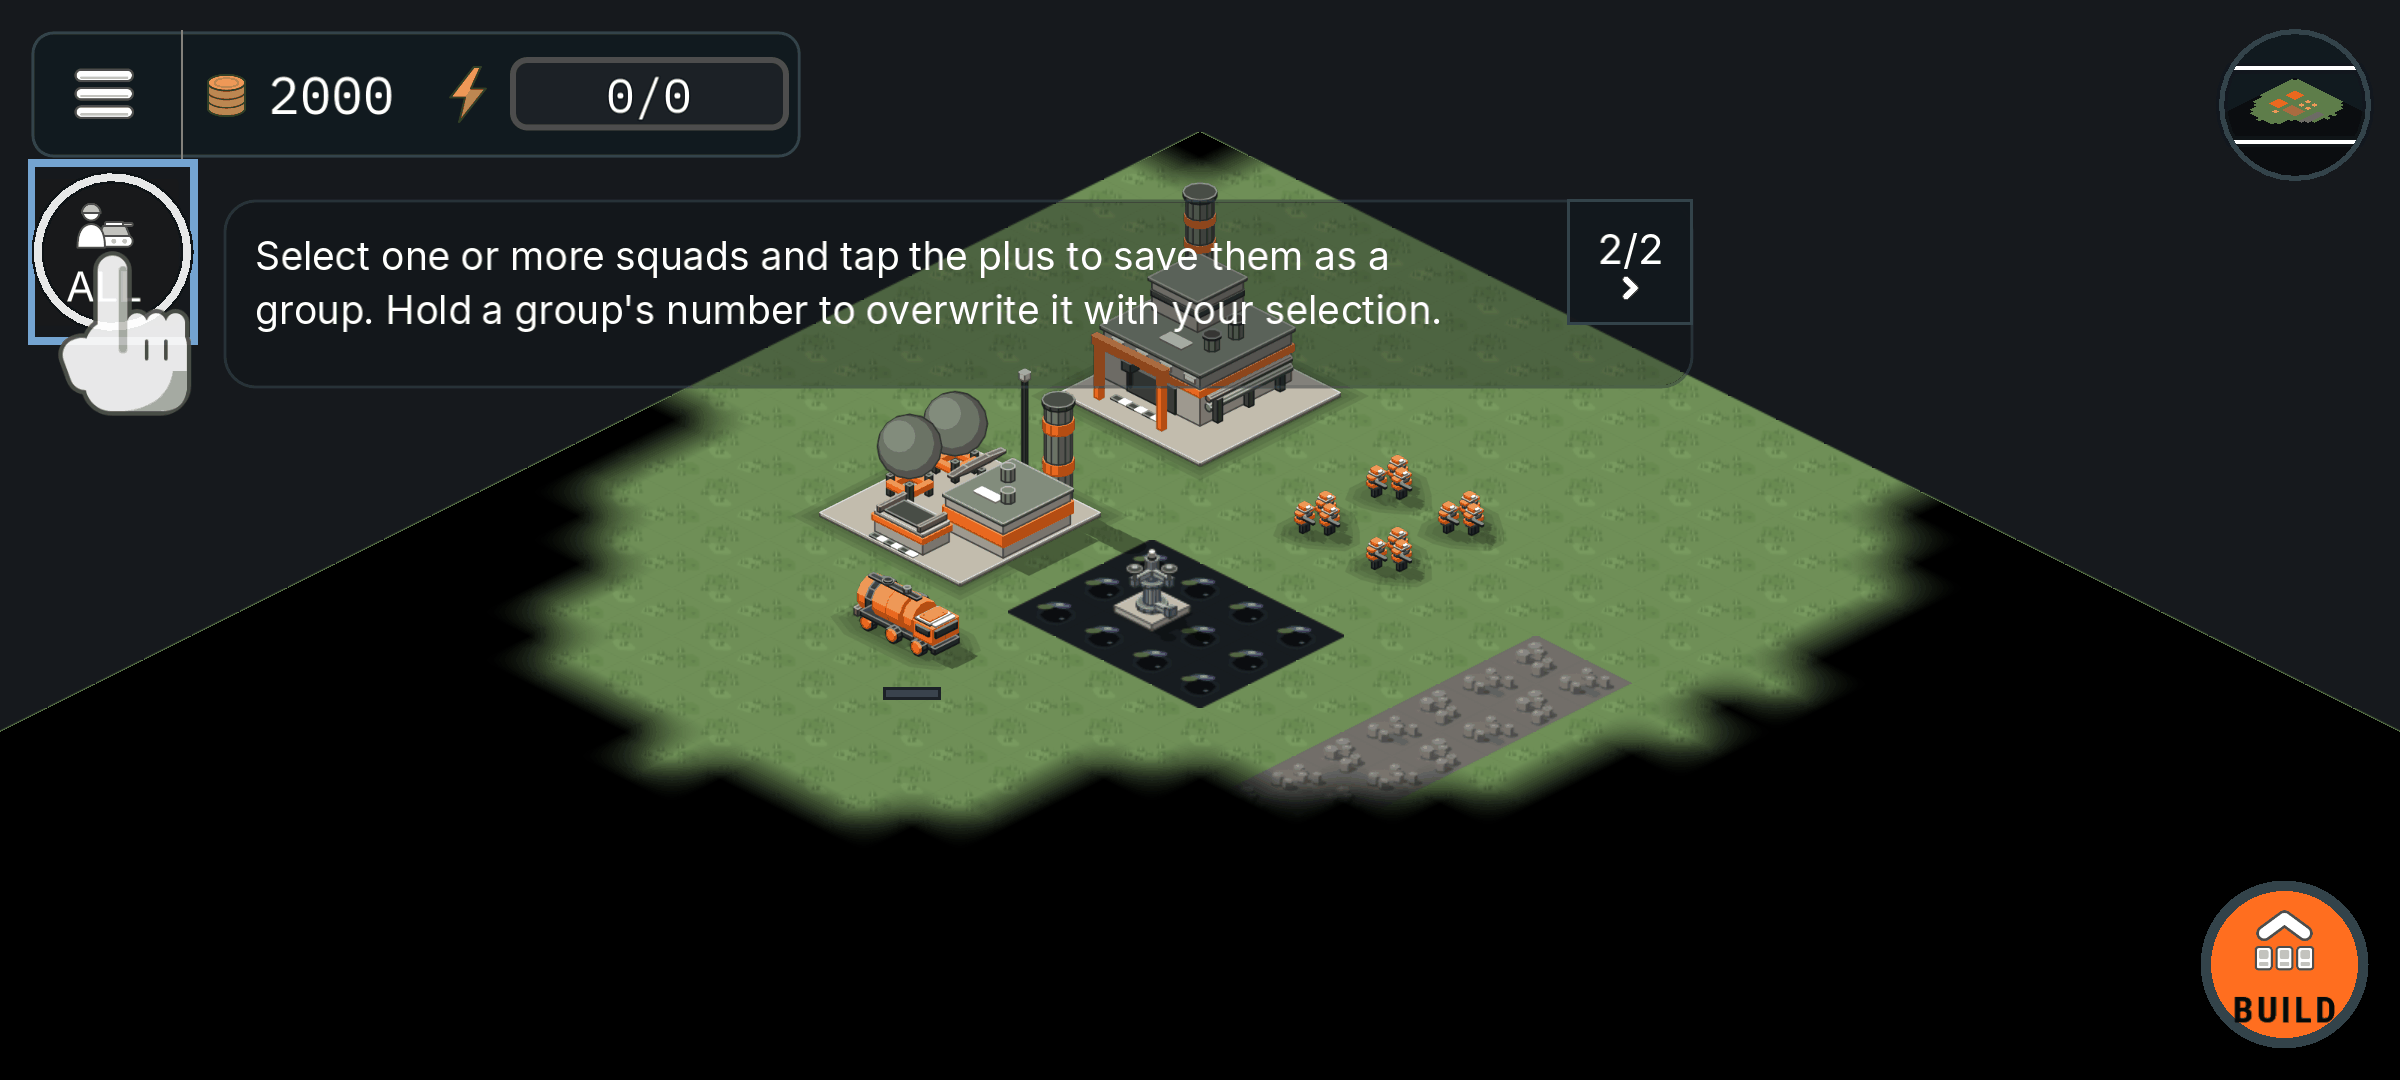 2000
0/0
ALL
Select one or more squads and tap the plus to save them as a
group. Hold a group's number to overwrite it with your selection.
2/2
BUILD